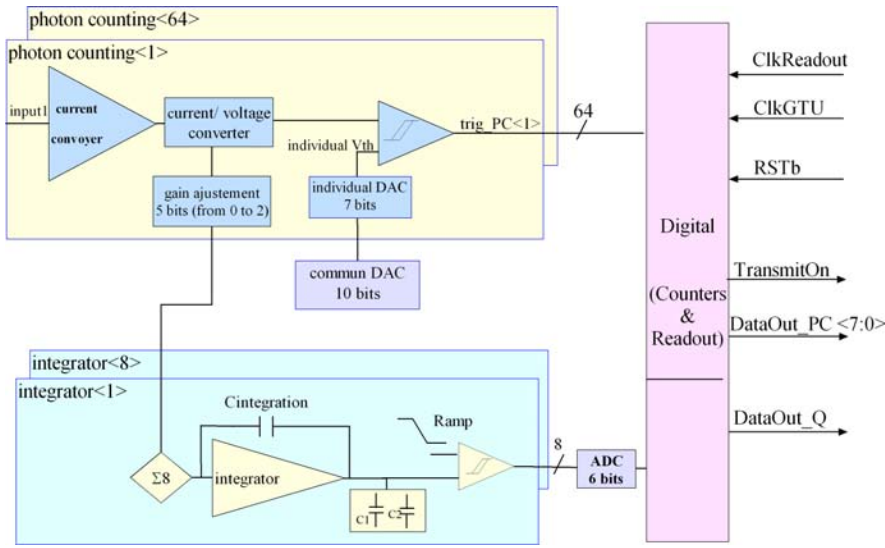 photon counting<64>
photon counting<1>
input1
current
convoyer
current/ voltage
converter
individual Vth
trig_PC<1>
64
gain ajustement
5 bits (from 0 to 2)
individual DAC
7 bits
commun DAC
10 bits
Digital
(Counters
&
Readout)
ClkReadout
ClkGTU
RSTb
TransmitOn
DataOut_PC <7:0>
DataOut_Q
integrator<8>
integrator<1>
Cintegration
Ramp
Σ8
integrator
C1
C2
8
ADC
6 bits